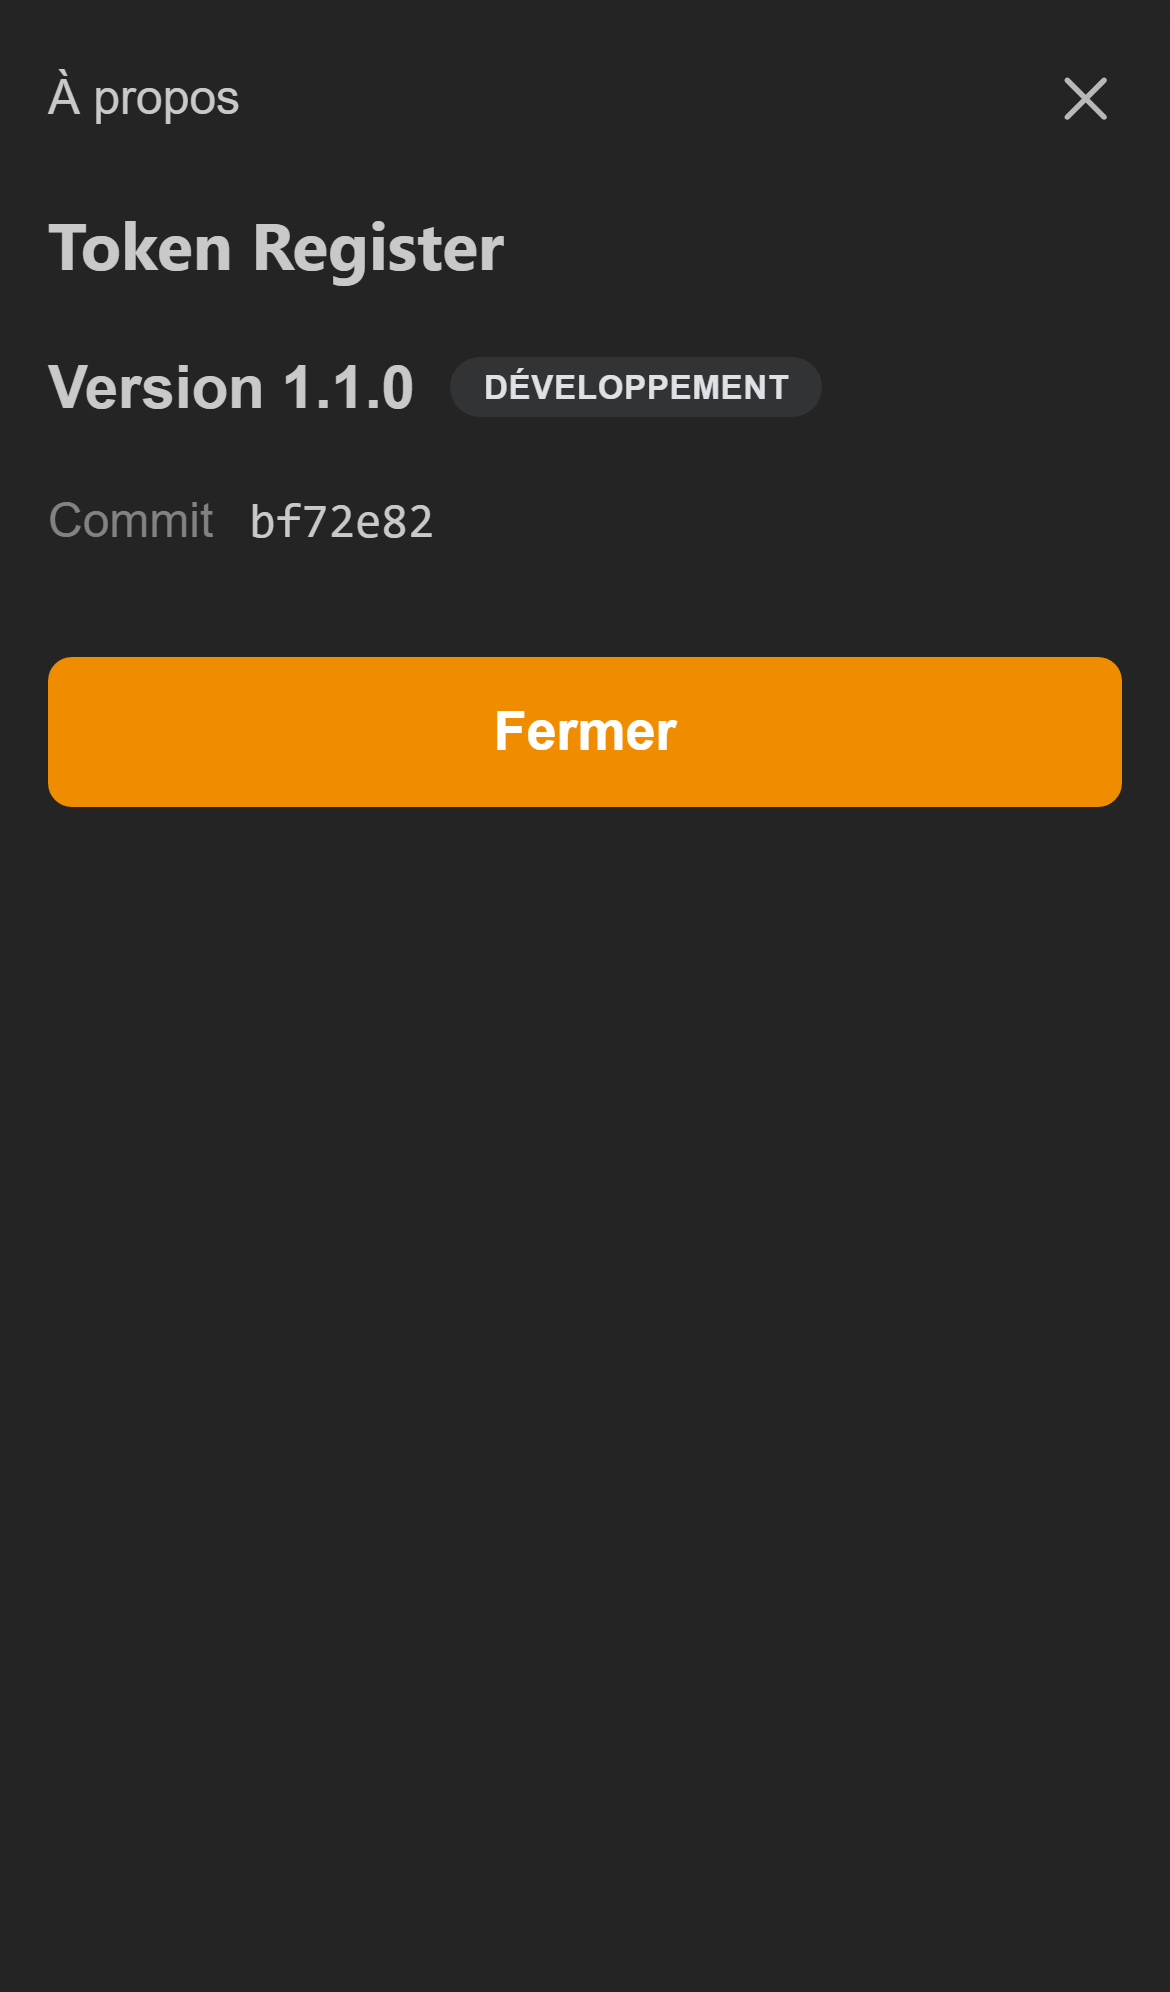 À propos
Token Register
Version 1.1.0 DÉVELOPPEMENT
Commit bf72e82
Fermer